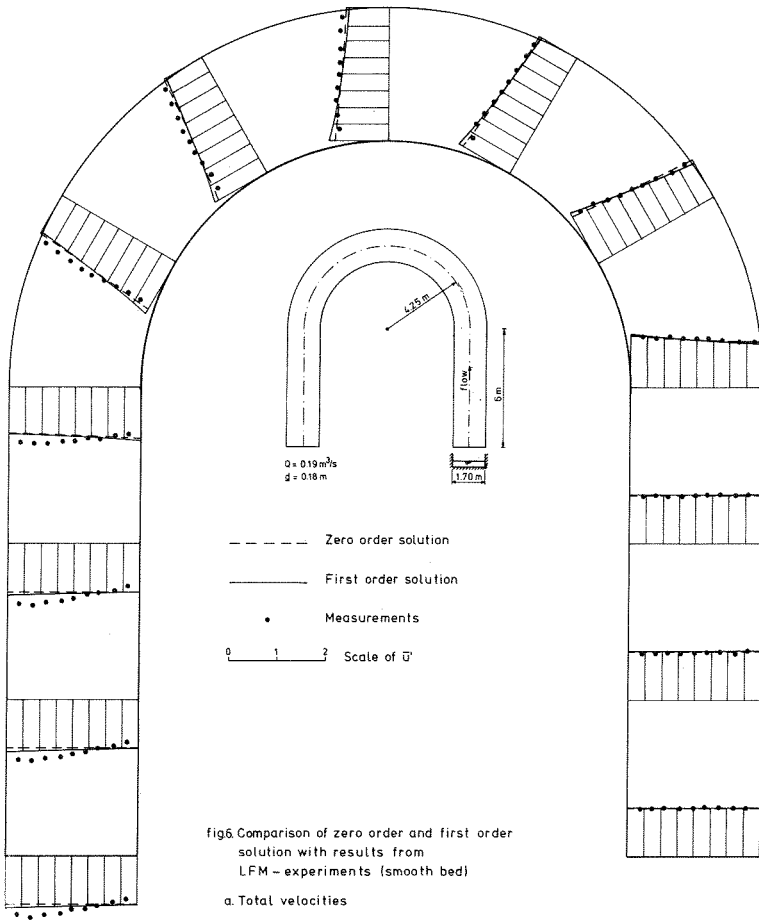 4.25 m
flow
6 m
Q = 0.19 m³/s
d = 0.18 m
1.70 m
Zero order solution
First order solution
Measurements
0 1 2 Scale of u̅'
fig.6. Comparison of zero order and first order
solution with results from
LFM - experiments (smooth bed)
a. Total velocities